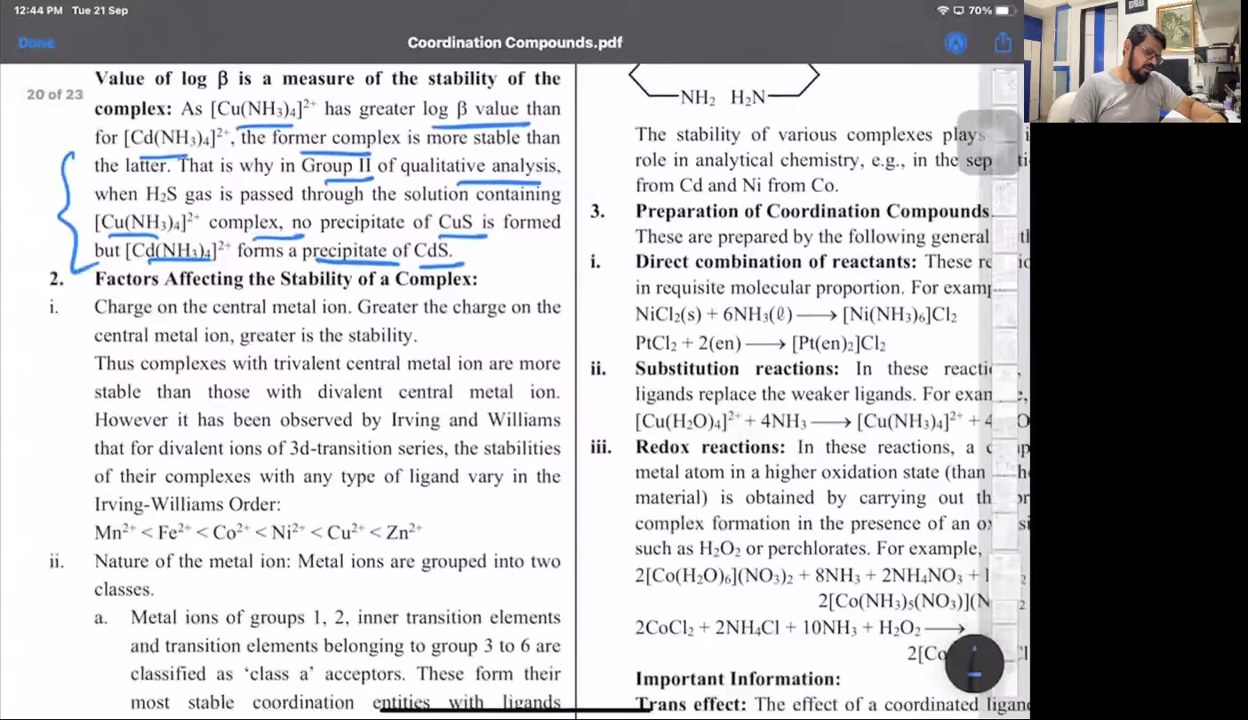 12:44 PM Tue 21 Sep
70%
Done
Coordination Compounds.pdf
20 of 23
Value of log β is a measure of the stability of the
complex: As [Cu(NH₃)₄]²⁺ has greater log β value than
for [Cd(NH₃)₄]²⁺, the former complex is more stable than
the latter. That is why in Group II of qualitative analysis,
when H₂S gas is passed through the solution containing
[Cu(NH₃)₄]²⁺ complex, no precipitate of CuS is formed
but [Cd(NH₃)₄]²⁺ forms a precipitate of CdS.
2. Factors Affecting the Stability of a Complex:
i. Charge on the central metal ion. Greater the charge on the
central metal ion, greater is the stability.
Thus complexes with trivalent central metal ion are more
stable than those with divalent central metal ion.
However it has been observed by Irving and Williams
that for divalent ions of 3d-transition series, the stabilities
of their complexes with any type of ligand vary in the
Irving-Williams Order:
Mn²⁺ < Fe²⁺ < Co²⁺ < Ni²⁺ < Cu²⁺ < Zn²⁺
ii. Nature of the metal ion: Metal ions are grouped into two
classes.
a. Metal ions of groups 1, 2, inner transition elements
and transition elements belonging to group 3 to 6 are
classified as ‘class a’ acceptors. These form their
most stable coordination entities with ligands
NH₂ H₂N
The stability of various complexes plays
role in analytical chemistry, e.g., in the sep
from Cd and Ni from Co.
3. Preparation of Coordination Compounds
These are prepared by the following general
i. Direct combination of reactants: These re
in requisite molecular proportion. For examp
NiCl₂(s) + 6NH₃(ℓ) ⟶ [Ni(NH₃)₆]Cl₂
PtCl₂ + 2(en) ⟶ [Pt(en)₂]Cl₂
ii. Substitution reactions: In these reacti
ligands replace the weaker ligands. For exan
[Cu(H₂O)₄]²⁺ + 4NH₃ ⟶ [Cu(NH₃)₄]²⁺ + 4
iii. Redox reactions: In these reactions, a
metal atom in a higher oxidation state (than
material) is obtained by carrying out th
complex formation in the presence of an
such as H₂O₂ or perchlorates. For example,
2[Co(H₂O)₆](NO₃)₂ + 8NH₃ + 2NH₄NO₃ +
2[Co(NH₃)₅(NO₃)](N
2CoCl₂ + 2NH₄Cl + 10NH₃ + H₂O₂ ⟶
2[Co
Important Information:
Trans effect: The effect of a coordinated ligan